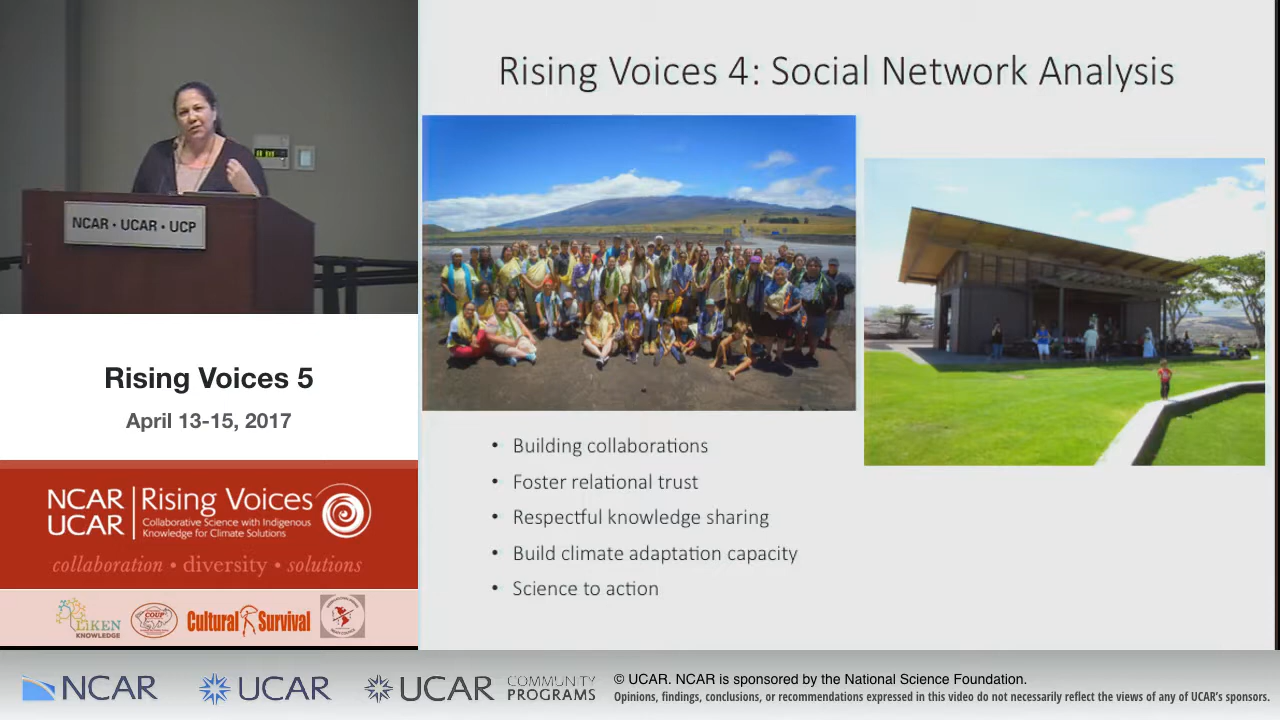 Rising Voices 4: Social Network Analysis
NCAR • UCAR • UCP
• Building collaborations
• Foster relational trust
• Respectful knowledge sharing
• Build climate adaptation capacity
• Science to action
Rising Voices 5
April 13-15, 2017
NCAR
UCAR
Rising Voices
Collaborative Science with Indigenous
Knowledge for Climate Solutions
collaboration • diversity • solutions
LiKEN
KNOWLEDGE
COUP
Cultural Survival
NCAR
UCAR
UCAR
COMMUNITY
PROGRAMS
© UCAR. NCAR is sponsored by the National Science Foundation.
Opinions, findings, conclusions, or recommendations expressed in this video do not necessarily reflect the views of any of UCAR's sponsors.